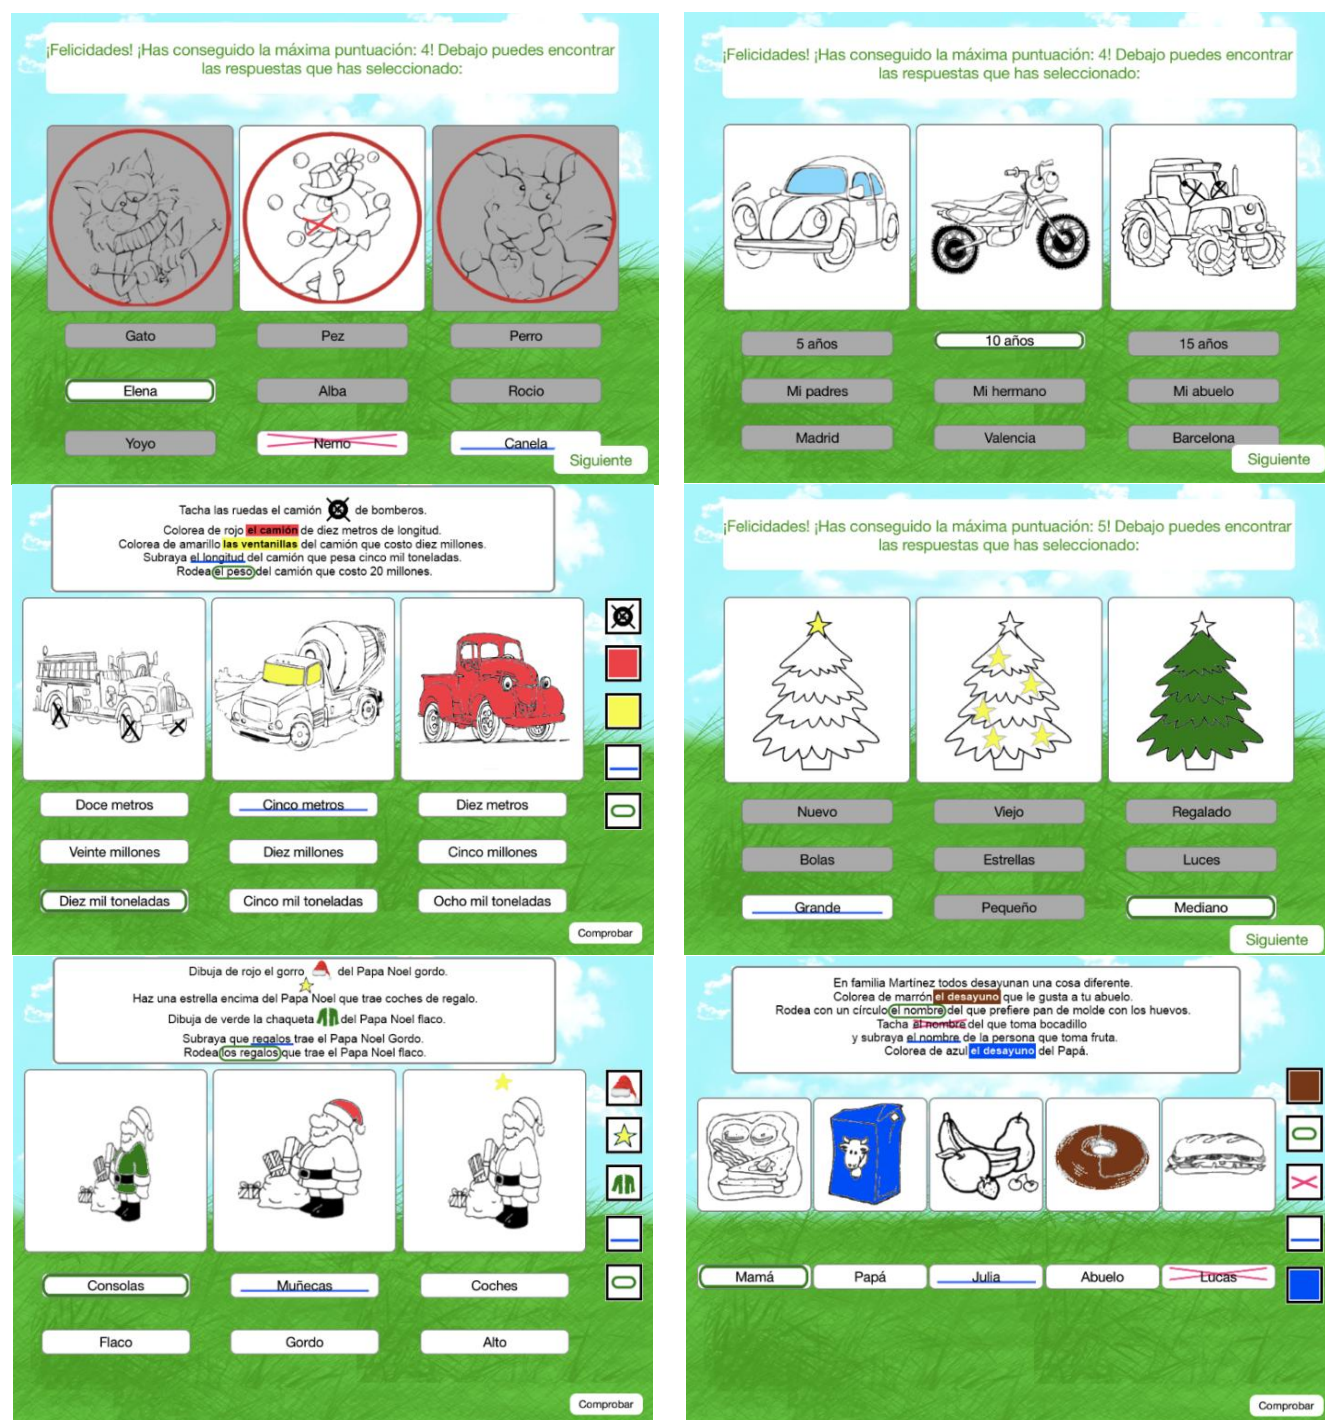 ¡Felicidades! ¡Has conseguido la máxima puntuación: 4! Debajo puedes encontrar
las respuestas que has seleccionado:
Gato Pez Perro
Elena Alba Rocio
Yoyo Nemo Canela
Siguiente
¡Felicidades! ¡Has conseguido la máxima puntuación: 4! Debajo puedes encontrar
las respuestas que has seleccionado:
5 años 10 años 15 años
Mi padres Mi hermano Mi abuelo
Madrid Valencia Barcelona
Siguiente
Tacha las ruedas el camión de bomberos.
Colorea de rojo el camión de diez metros de longitud.
Colorea de amarillo las ventanillas del camión que costo diez millones.
Subraya el longitud del camión que pesa cinco mil toneladas.
Rodea el peso del camión que costo 20 millones.
Doce metros Cinco metros Diez metros
Veinte millones Diez millones Cinco millones
Diez mil toneladas Cinco mil toneladas Ocho mil toneladas
Comprobar
¡Felicidades! ¡Has conseguido la máxima puntuación: 5! Debajo puedes encontrar
las respuestas que has seleccionado:
Nuevo Viejo Regalado
Bolas Estrellas Luces
Grande Pequeño Mediano
Siguiente
Dibuja de rojo el gorro del Papa Noel gordo.
Haz una estrella encima del Papa Noel que trae coches de regalo.
Dibuja de verde la chaqueta del Papa Noel flaco.
Subraya que regalos trae el Papa Noel Gordo.
Rodea los regalos que trae el Papa Noel flaco.
Consolas Muñecas Coches
Flaco Gordo Alto
Comprobar
En familia Martínez todos desayunan una cosa diferente.
Colorea de marrón el desayuno que le gusta a tu abuelo.
Rodea con un círculo el nombre del que prefiere pan de molde con los huevos.
Tacha el nombre del que toma bocadillo
y subraya el nombre de la persona que toma fruta.
Colorea de azul el desayuno del Papá.
Mamá Papá Julia Abuelo Lucas
Comprobar